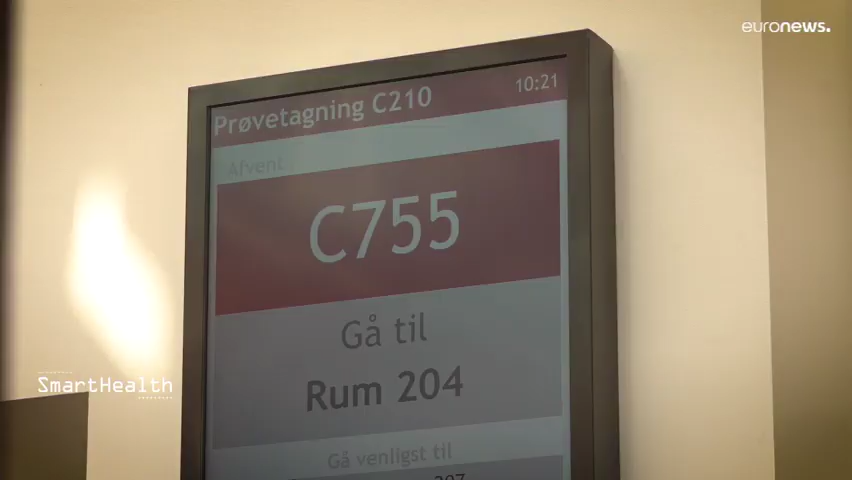 euronews.
Prøvetagning C210 10:21
Afvent
C755
Gå til
Rum 204
Gå venligst til
SmartHealth